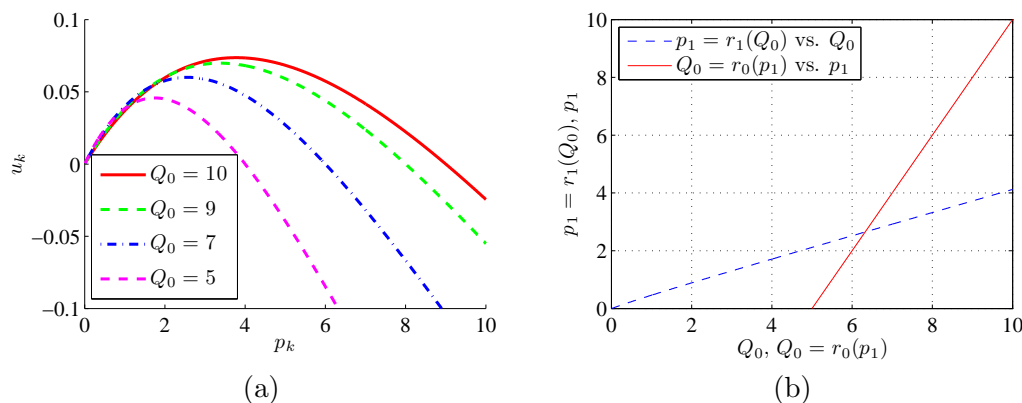 0.1
0.05
0
−0.05
−0.1
u_k
Q_0 = 10
Q_0 = 9
Q_0 = 7
Q_0 = 5
0 2 4 6 8 10
p_k
(a)
10
8
6
4
2
0
p_1 = r_1(Q_0), p_1
p_1 = r_1(Q_0) vs. Q_0
Q_0 = r_0(p_1) vs. p_1
0 2 4 6 8 10
Q_0, Q_0 = r_0(p_1)
(b)